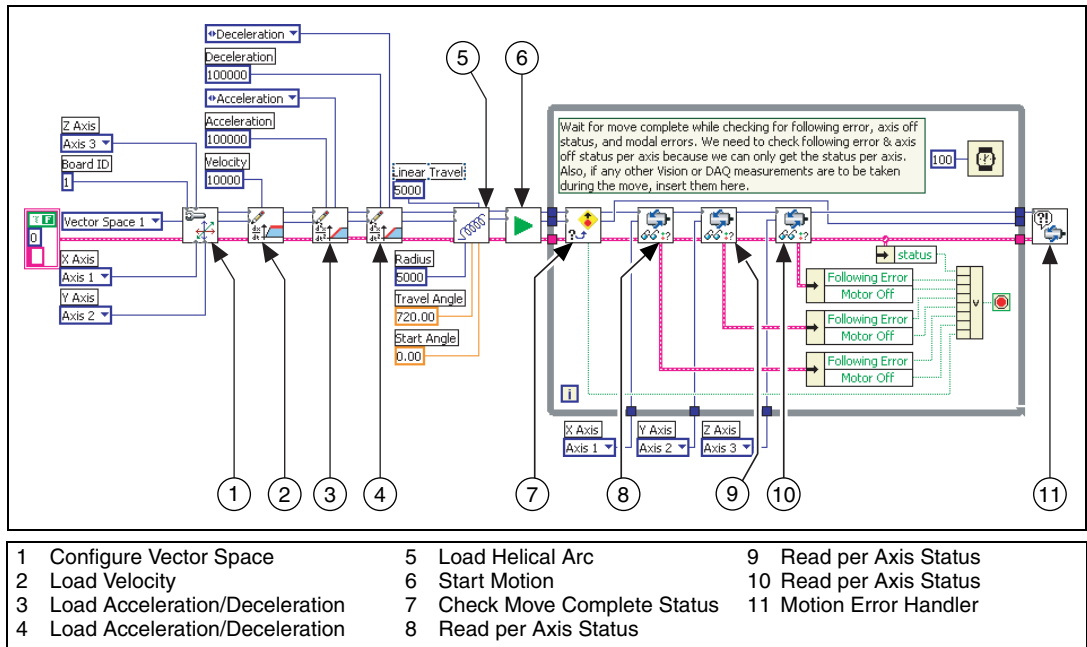 Deceleration
Deceleration
100000
Acceleration
Acceleration
100000
Velocity
10000
Z Axis
Axis 3
Board ID
1
Vector Space 1
T F
0
X Axis
Axis 1
Y Axis
Axis 2
Linear Travel
5000
Radius
5000
Travel Angle
720.00
Start Angle
0.00
5
6
Wait for move complete while checking for following error, axis off
status, and modal errors. We need to check following error & axis
off status per axis because we can only get the status per axis.
Also, if any other Vision or DAQ measurements are to be taken
during the move, insert them here.
100
status
Following Error
Motor Off
Following Error
Motor Off
Following Error
Motor Off
i
X Axis
Axis 1
Y Axis
Axis 2
Z Axis
Axis 3
1
2
3
4
7
8
9
10
11
1 Configure Vector Space
2 Load Velocity
3 Load Acceleration/Deceleration
4 Load Acceleration/Deceleration
5 Load Helical Arc
6 Start Motion
7 Check Move Complete Status
8 Read per Axis Status
9 Read per Axis Status
10 Read per Axis Status
11 Motion Error Handler